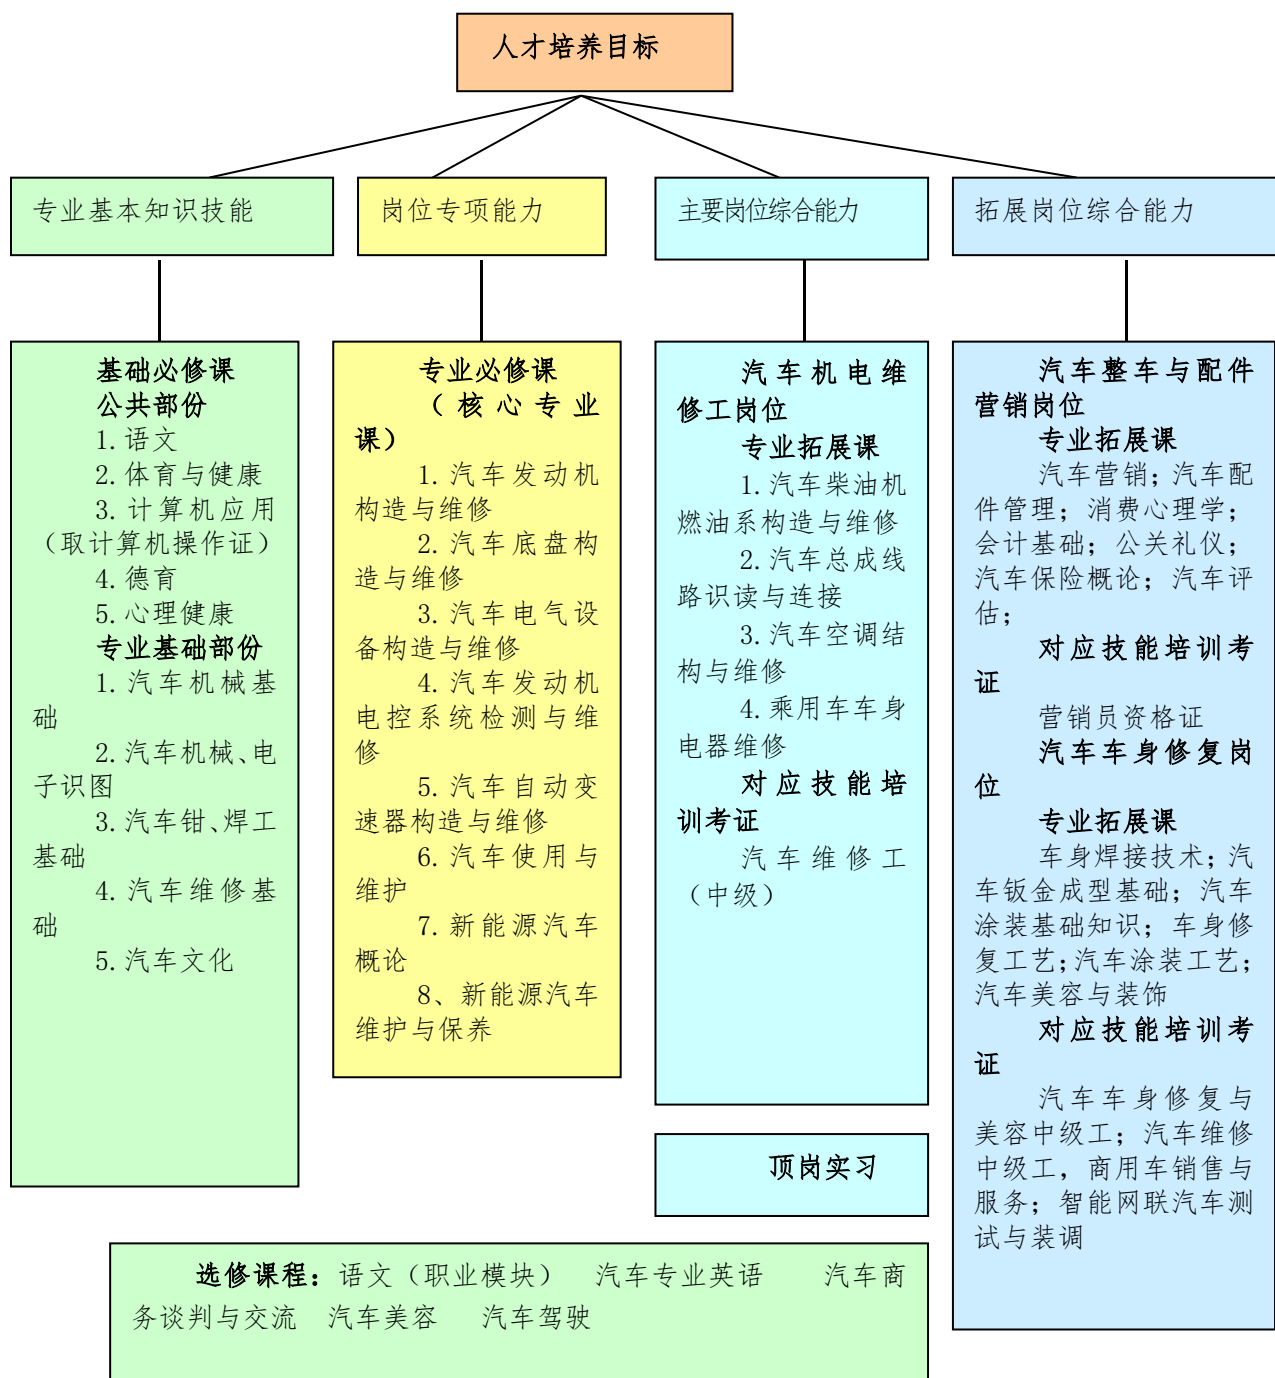 人才培养目标
专业基本知识技能
岗位专项能力
主要岗位综合能力
拓展岗位综合能力
基础必修课
公共部份
1.语文
2.体育与健康
3.计算机应用
（取计算机操作证）
4.德育
5.心理健康
专业基础部份
1.汽车机械基
础
2.汽车机械、电
子识图
3.汽车钳、焊工
基础
4.汽车维修基
础
5.汽车文化
专业必修课
（核心专业
课）
1.汽车发动机
构造与维修
2.汽车底盘构
造与维修
3.汽车电气设
备构造与维修
4.汽车发动机
电控系统检测与维
修
5.汽车自动变
速器构造与维修
6.汽车使用与
维护
7.新能源汽车
概论
8、新能源汽车
维护与保养
汽车机电维
修工岗位
专业拓展课
1.汽车柴油机
燃油系构造与维修
2.汽车总成线
路识读与连接
3.汽车空调结
构与维修
4.乘用车车身
电器维修
对应技能培
训考证
汽车维修工
（中级）
顶岗实习
汽车整车与配件
营销岗位
专业拓展课
汽车营销；汽车配
件管理；消费心理学；
会计基础；公关礼仪；
汽车保险概论；汽车评
估；
对应技能培训考
证
营销员资格证
汽车车身修复岗
位
专业拓展课
车身焊接技术；汽
车钣金成型基础；汽车
涂装基础知识；车身修
复工艺；汽车涂装工艺；
汽车美容与装饰
对应技能培训考
证
汽车车身修复与
美容中级工；汽车维修
中级工，商用车销售与
服务；智能网联汽车测
试与装调
选修课程：语文（职业模块） 汽车专业英语 汽车商
务谈判与交流 汽车美容 汽车驾驶